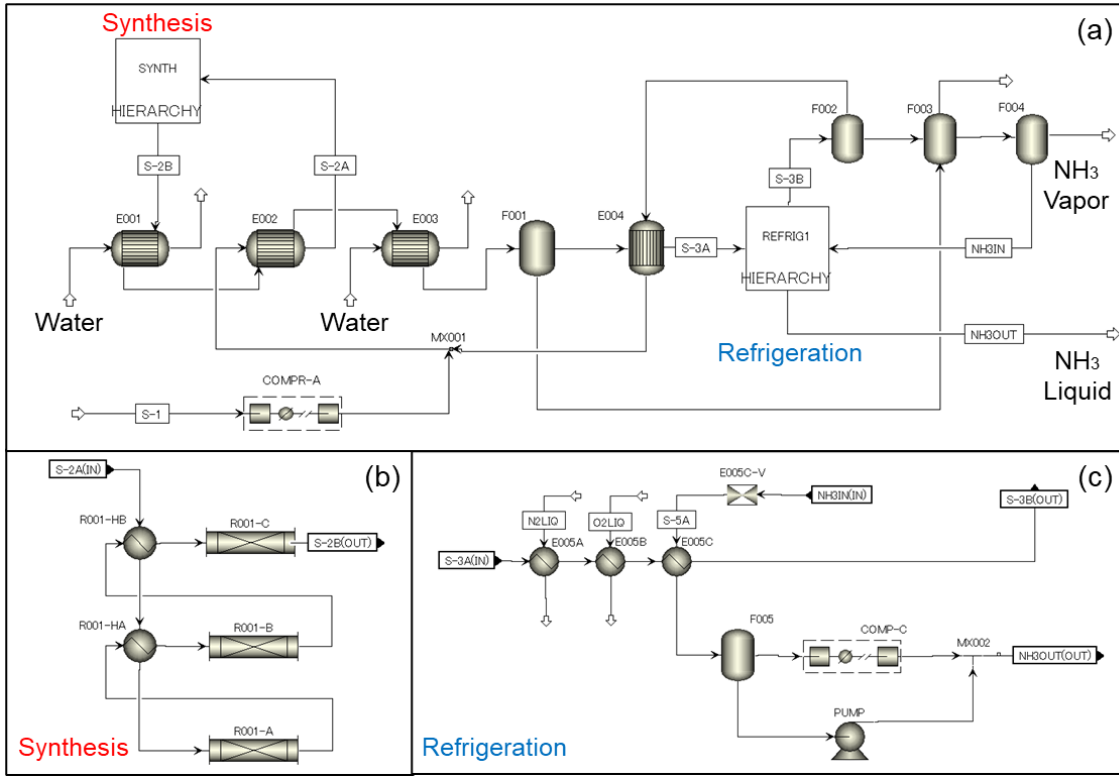 Synthesis
(a)
SYNTH
HIERARCHY
F002
F003
F004
S-2B
S-2A
S-3B
NH₃
Vapor
E001
E002
E003
F001
E004
S-3A
REFRIG1
HIERARCHY
NH3IN
Water
Water
MX001
Refrigeration
NH3OUT
NH₃
Liquid
COMPR-A
S-1
(b)
S-2A(IN)
R001-HB
R001-C
S-2B(OUT)
R001-HA
R001-B
R001-A
Synthesis
(c)
E005C-V
NH3IN(IN)
S-3B(OUT)
N2LIQ
O2LIQ
S-5A
E005A
E005B
E005C
S-3A(IN)
F005
COMP-C
MX002
NH3OUT(OUT)
PUMP
Refrigeration